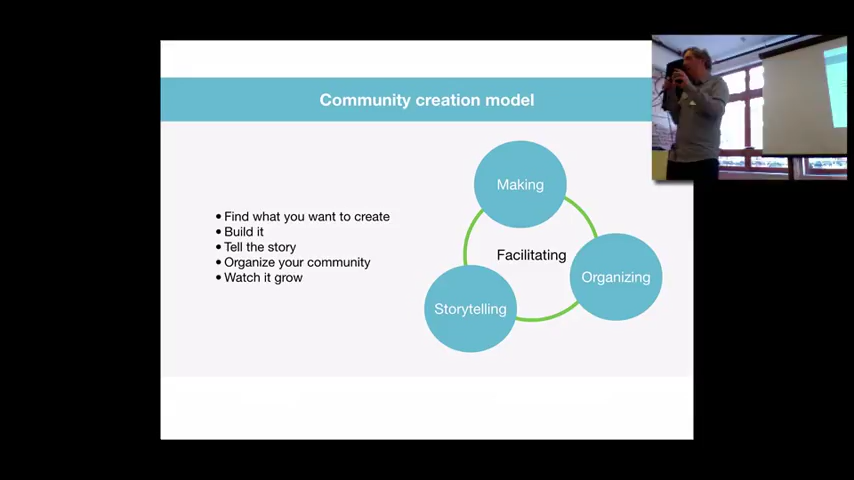 Community creation model
• Find what you want to create
• Build it
• Tell the story
• Organize your community
• Watch it grow
Making
Facilitating
Organizing
Storytelling